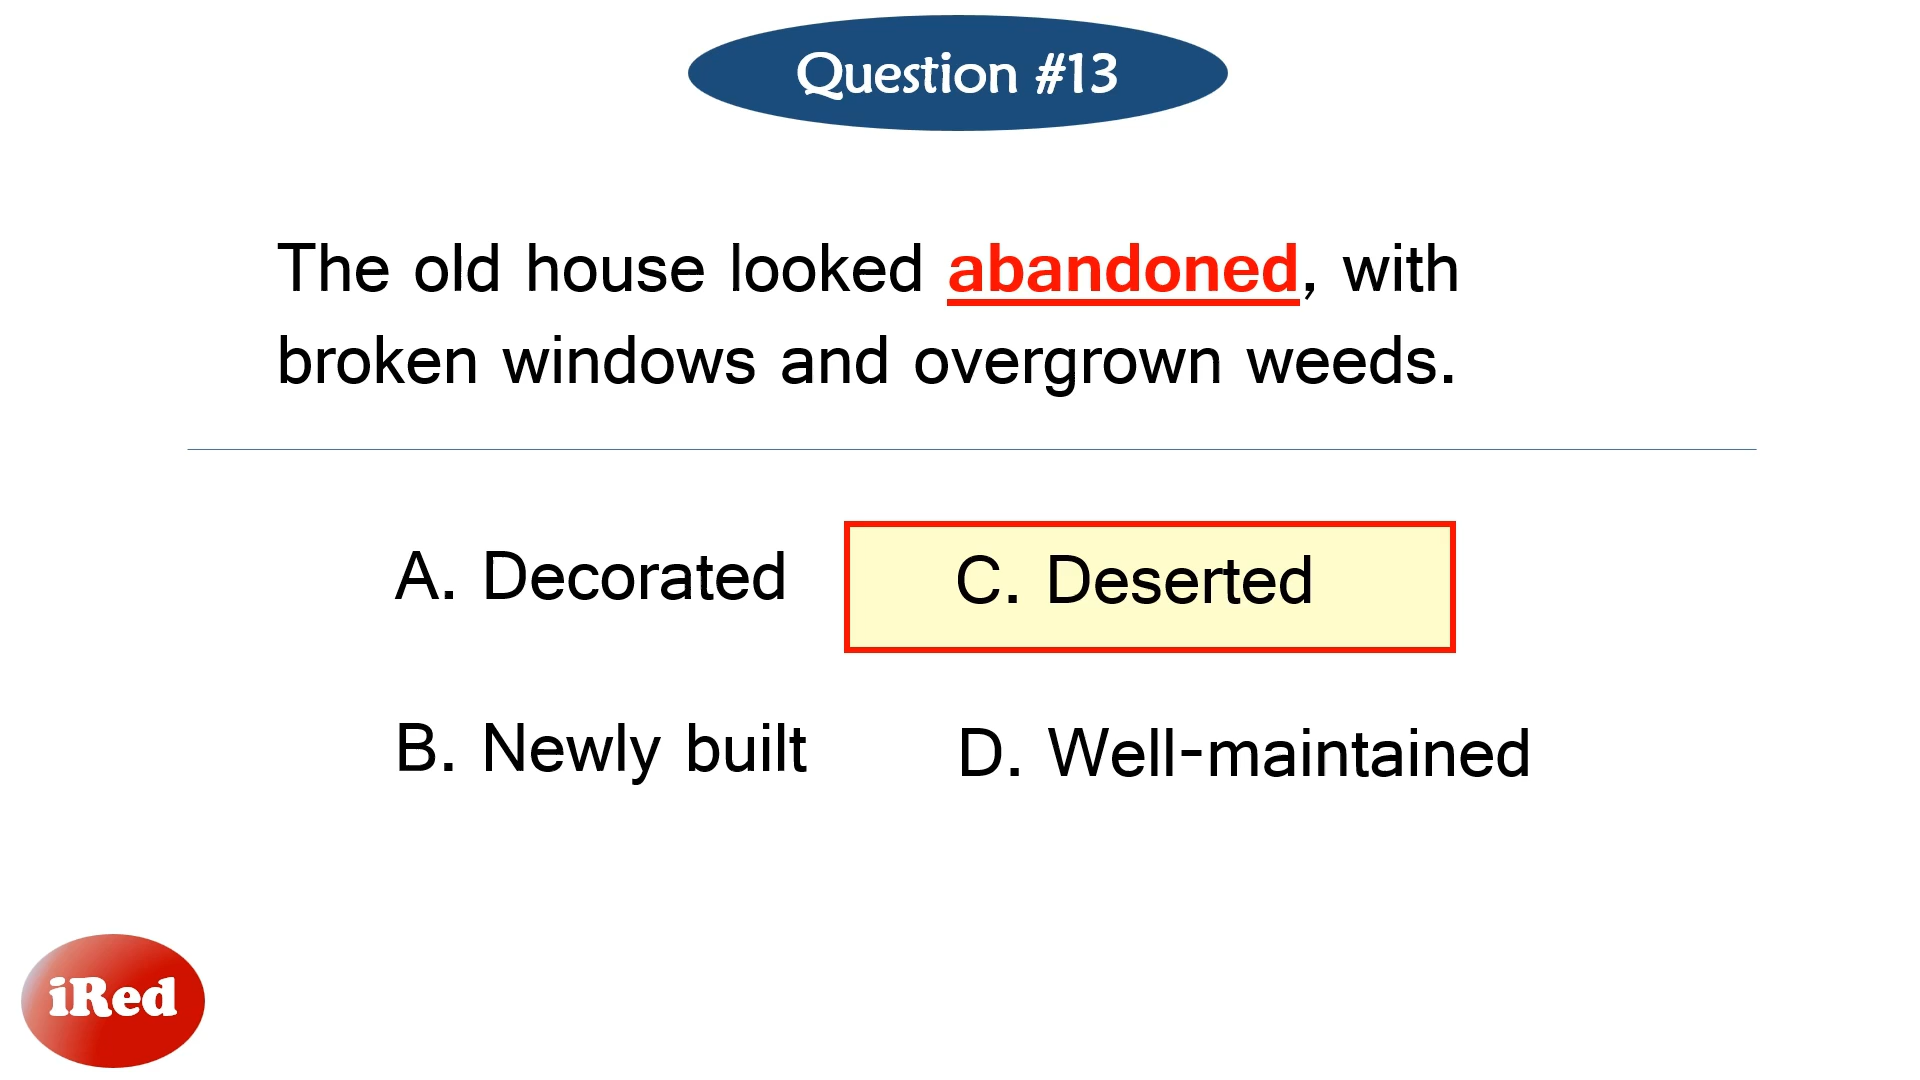 Question #13
The old house looked abandoned, with
broken windows and overgrown weeds.
A. Decorated
C. Deserted
B. Newly built
D. Well-maintained
iRed